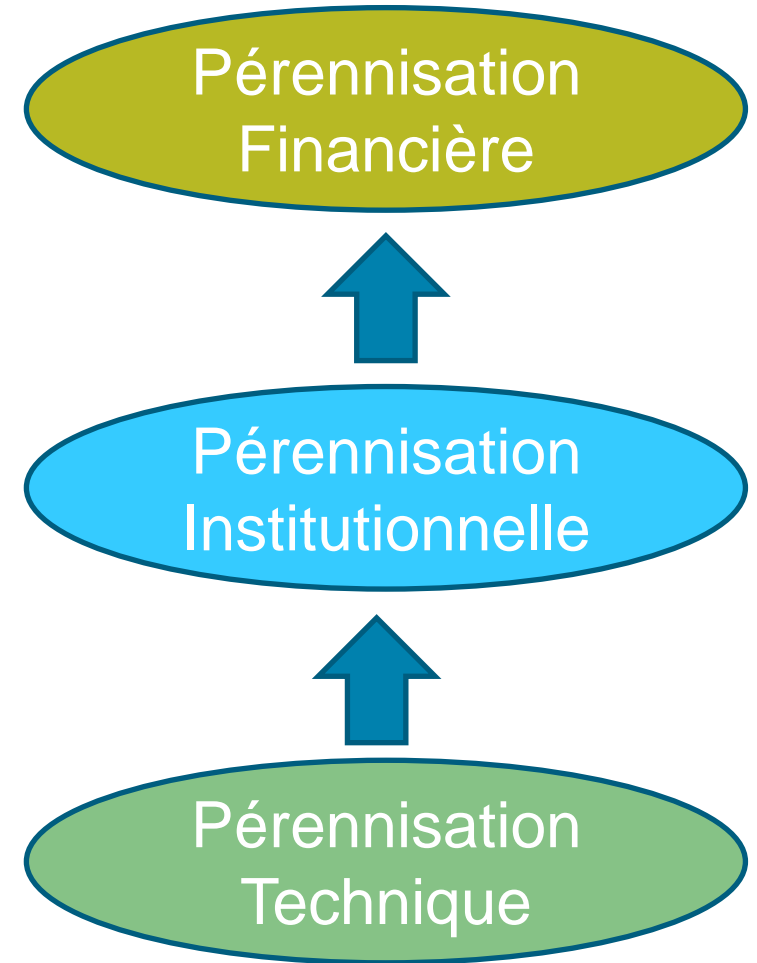 Pérennisation
Financière
Pérennisation
Institutionnelle
Pérennisation
Technique